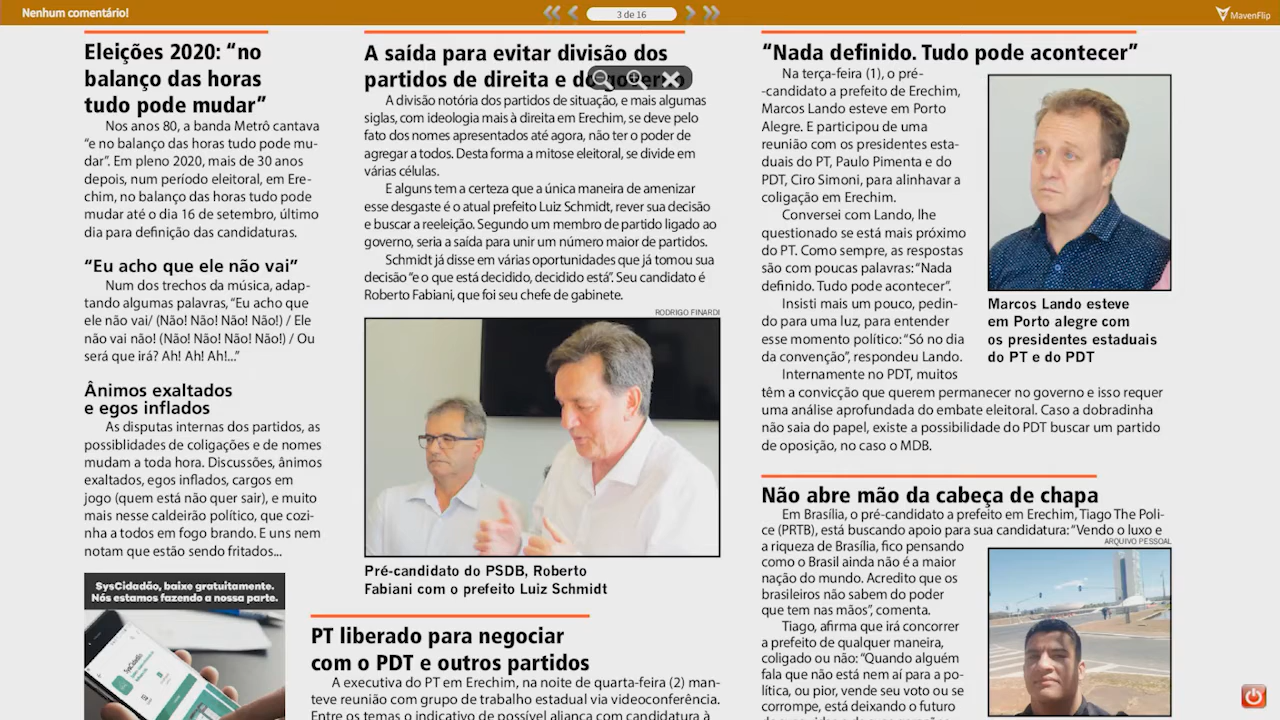 Nenhum comentário!
3 de 16
MavenFlip
Eleições 2020: “no
balanço das horas
tudo pode mudar”
Nos anos 80, a banda Metrô cantava
“e no balanço das horas tudo pode mu-
dar”. Em pleno 2020, mais de 30 anos
depois, num período eleitoral, em Ere-
chim, no balanço das horas tudo pode
mudar até o dia 16 de setembro, último
dia para definição das candidaturas.
“Eu acho que ele não vai”
Num dos trechos da música, adap-
tando algumas palavras, “Eu acho que
ele não vai/ (Não! Não! Não! Não!) / Ele
não vai não! (Não! Não! Não! Não!) / Ou
será que irá? Ah! Ah! Ah!...”
Ânimos exaltados
e egos inflados
As disputas internas dos partidos, as
possiblidades de coligações e de nomes
mudam a toda hora. Discussões, ânimos
exaltados, egos inflados, cargos em
jogo (quem está não quer sair), e muito
mais nesse caldeirão político, que cozi-
nha a todos em fogo brando. E uns nem
notam que estão sendo fritados...
SysCidadão, baixe gratuitamente.
Nós estamos fazendo a nossa parte.
SysCidadão
A saída para evitar divisão dos
partidos de direita e do governo
A divisão notória dos partidos de situação, e mais algumas
siglas, com ideologia mais à direita em Erechim, se deve pelo
fato dos nomes apresentados até agora, não ter o poder de
agregar a todos. Desta forma a mitose eleitoral, se divide em
várias células.
E alguns tem a certeza que a única maneira de amenizar
esse desgaste é o atual prefeito Luiz Schmidt, rever sua decisão
e buscar a reeleição. Segundo um membro de partido ligado ao
governo, seria a saída para unir um número maior de partidos.
Schmidt já disse em várias oportunidades que já tomou sua
decisão “e o que está decidido, decidido está”. Seu candidato é
Roberto Fabiani, que foi seu chefe de gabinete.
RODRIGO FINARDI
Pré-candidato do PSDB, Roberto
Fabiani com o prefeito Luiz Schmidt
PT liberado para negociar
com o PDT e outros partidos
A executiva do PT em Erechim, na noite de quarta-feira (2) man-
teve reunião com grupo de trabalho estadual via videoconferência.
Entre os temas o indicativo de possível aliança com candidatura à
“Nada definido. Tudo pode acontecer”
Na terça-feira (1), o pré-
-candidato a prefeito de Erechim,
Marcos Lando esteve em Porto
Alegre. E participou de uma
reunião com os presidentes esta-
duais do PT, Paulo Pimenta e do
PDT, Ciro Simoni, para alinhavar a
coligação em Erechim.
Conversei com Lando, lhe
questionado se está mais próximo
do PT. Como sempre, as respostas
são com poucas palavras: “Nada
definido. Tudo pode acontecer”.
Insisti mais um pouco, pedin-
do para uma luz, para entender
esse momento político: “Só no dia
da convenção”, respondeu Lando.
Internamente no PDT, muitos
têm a convicção que querem permanecer no governo e isso requer
uma análise aprofundada do embate eleitoral. Caso a dobradinha
não saia do papel, existe a possibilidade do PDT buscar um partido
de oposição, no caso o MDB.
Marcos Lando esteve
em Porto alegre com
os presidentes estaduais
do PT e do PDT
Não abre mão da cabeça de chapa
Em Brasília, o pré-candidato a prefeito em Erechim, Tiago The Poli-
ce (PRTB), está buscando apoio para sua candidatura: “Vendo o luxo e
ARQUIVO PESSOAL
a riqueza de Brasília, fico pensando
como o Brasil ainda não é a maior
nação do mundo. Acredito que os
brasileiros não sabem do poder
que tem nas mãos”, comenta.
Tiago, afirma que irá concorrer
a prefeito de qualquer maneira,
coligado ou não: “Quando alguém
fala que não está nem aí para a po-
lítica, ou pior, vende seu voto ou se
corrompe, está deixando o futuro